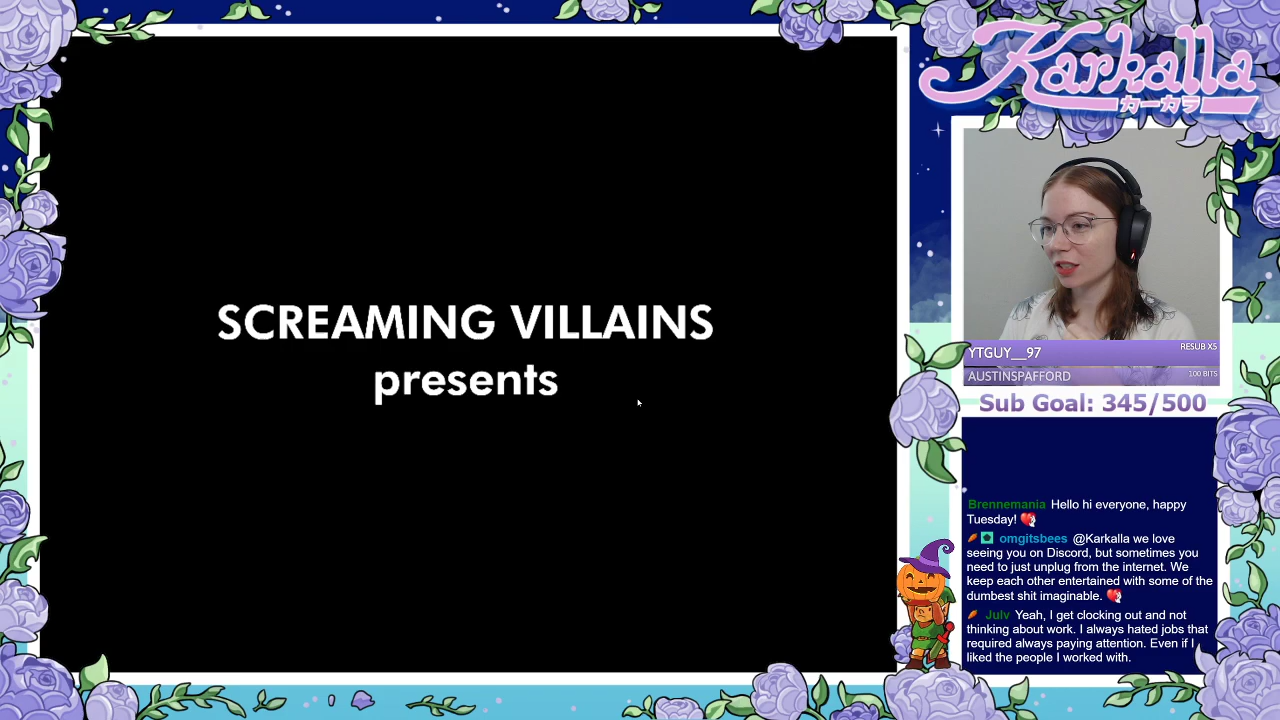 SCREAMING VILLAINS
presents
Karkalla
カーカラ
YTGUY__97 RESUB X5
AUSTINSPAFFORD 100 BITS
Sub Goal: 345/500
Brennemania Hello hi everyone, happy
Tuesday!
omgitsbees @Karkalla we love
seeing you on Discord, but sometimes you
need to just unplug from the internet. We
keep each other entertained with some of the
dumbest shit imaginable.
Julv Yeah, I get clocking out and not
thinking about work. I always hated jobs that
required always paying attention. Even if I
liked the people I worked with.